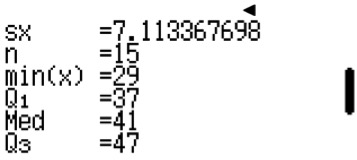 sx =7.113367698
n =15
min(x) =29
Q₁ =37
Med =41
Q₃ =47